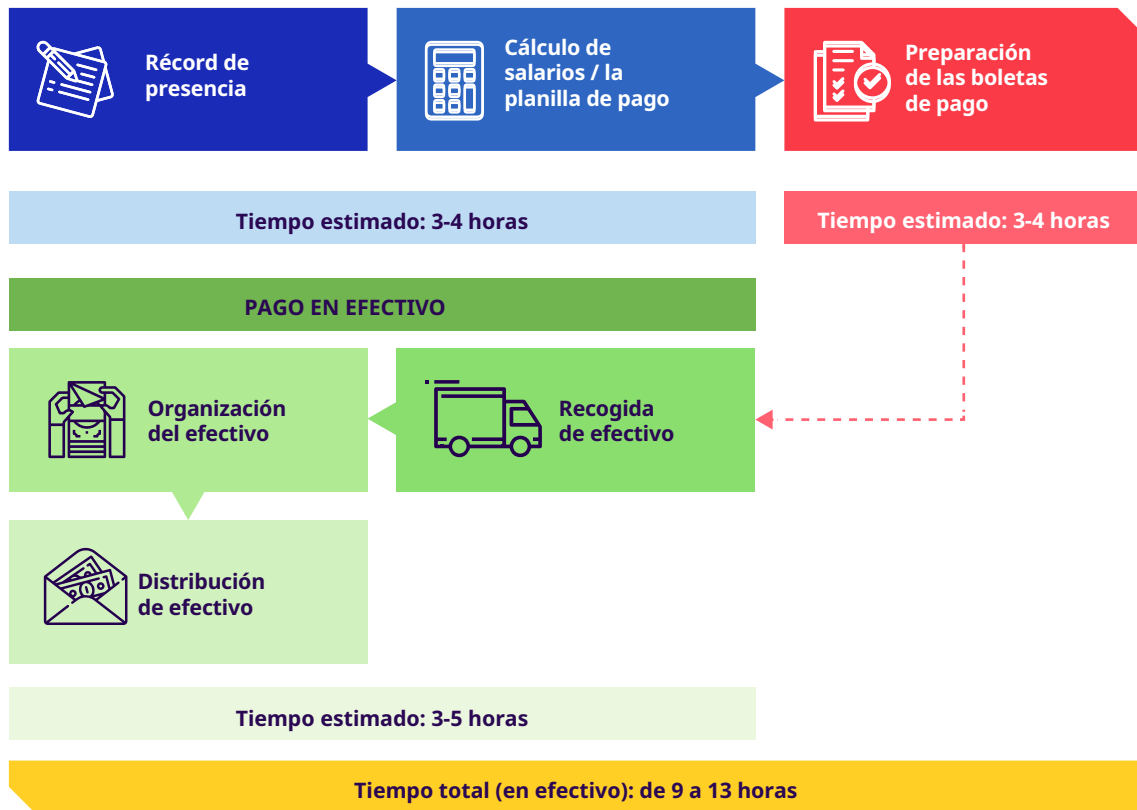 Récord de
presencia
Cálculo de
salarios / la
planilla de pago
Preparación
de las boletas
de pago
Tiempo estimado: 3-4 horas
Tiempo estimado: 3-4 horas
PAGO EN EFECTIVO
Organización
del efectivo
Recogida
de efectivo
Distribución
de efectivo
Tiempo estimado: 3-5 horas
Tiempo total (en efectivo): de 9 a 13 horas